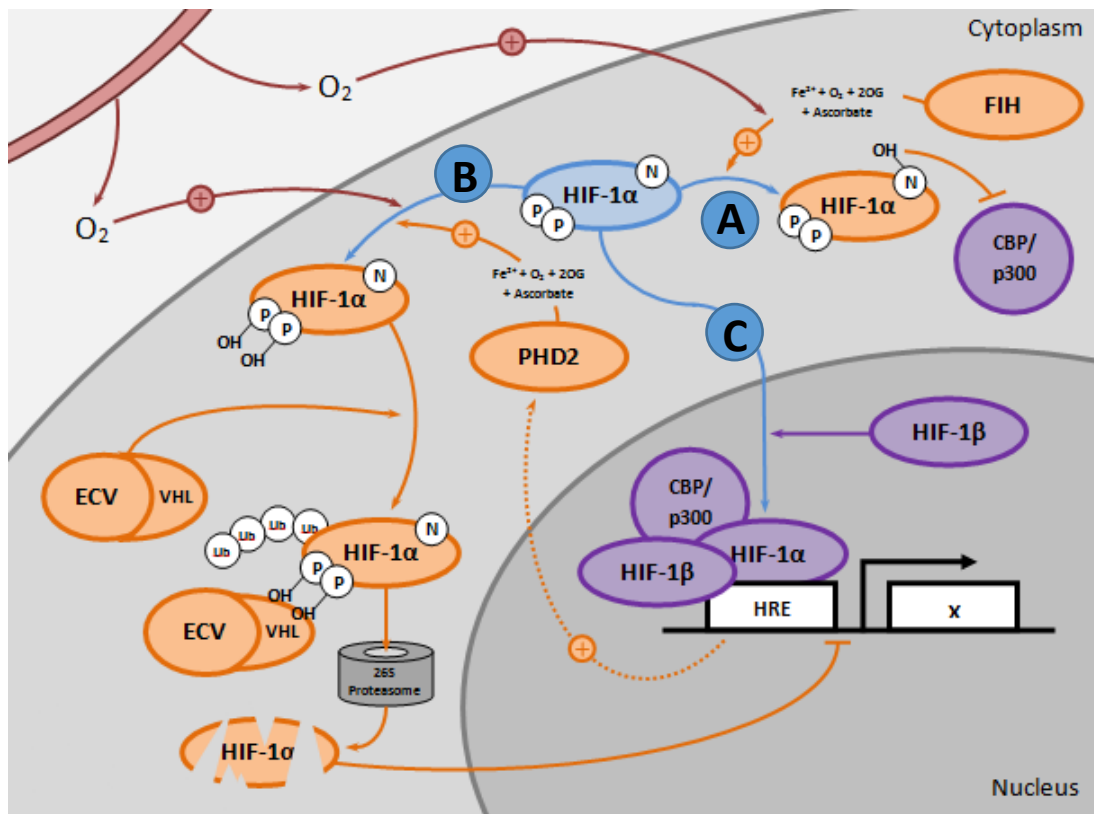 Cytoplasm
O₂
Fe²⁺ + O₂ + 2OG
+ Ascorbate
FIH
OH
B
HIF-1α
N
P
P
A
HIF-1α
N
P
P
CBP/
p300
O₂
HIF-1α
N
P
P
OH
OH
Fe²⁺ + O₂ + 2OG
+ Ascorbate
C
PHD2
HIF-1β
ECV
VHL
CBP/
p300
Ub
Ub
Ub
Ub
HIF-1α
N
P
P
OH
OH
HIF-1α
HIF-1β
HRE
x
ECV
VHL
26S
Proteasome
HIF-1α
Nucleus
+
+
+
+
+